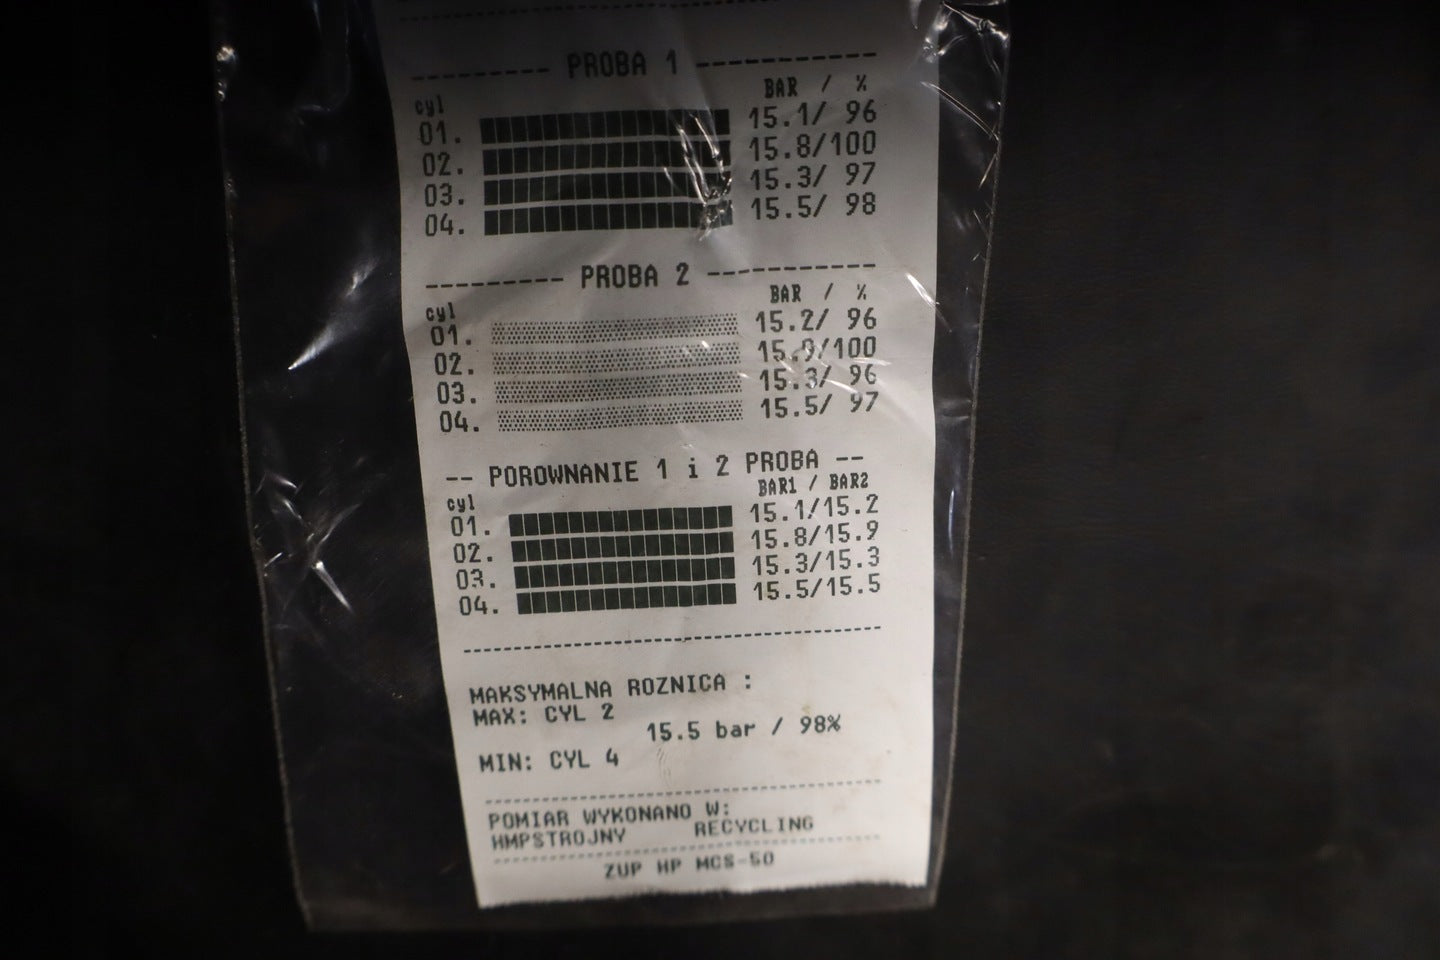 --------- PROBA 1 ------------
cyl BAR / %
01. 15.1/ 96
02. 15.8/100
03. 15.3/ 97
04. 15.5/ 98
--------- PROBA 2 -----------
cyl BAR / %
01. 15.2/ 96
02. 15.9/100
03. 15.3/ 96
04. 15.5/ 97
-- POROWNANIE 1 i 2 PROBA --
cyl BAR1 / BAR2
01. 15.1/15.2
02. 15.8/15.9
03. 15.3/15.3
04. 15.5/15.5
MAKSYMALNA ROZNICA :
MAX: CYL 2
15.5 bar / 98%
MIN: CYL 4
POMIAR WYKONANO W:
HMPSTROJNY RECYCLING
ZUP HP MCS-50